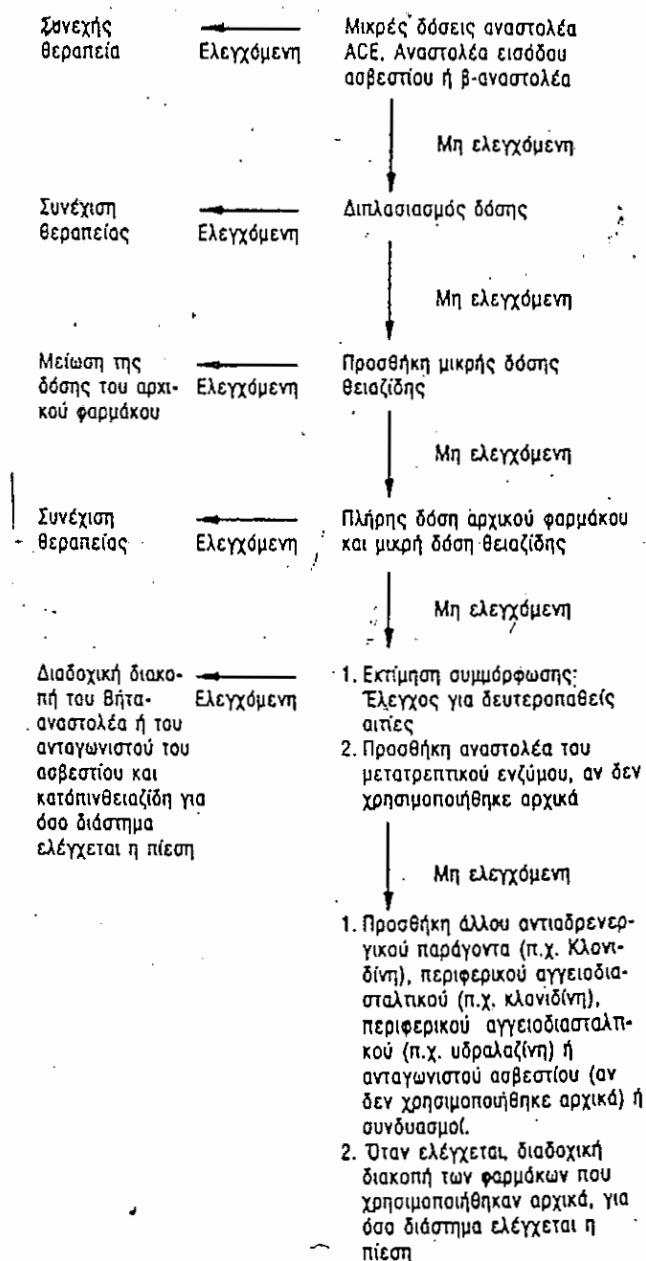 Συνεχής
θεραπεία
Ελεγχόμενη
Μικρές δόσεις αναστολέα
ACE, Αναστολέα εισόδου
ασβεστίου ή β-αναστολέα
Μη ελεγχόμενη
Συνέχιση
θεραπείας
Ελεγχόμενη
Διπλασιασμός δόσης
Μη ελεγχόμενη
Μείωση της
δόσης του αρχι-
κού φαρμάκου
Ελεγχόμενη
Προσθήκη μικρής δόσης
θειαζίδης
Μη ελεγχόμενη
Συνέχιση
θεραπείας
Ελεγχόμενη
Πλήρης δόση αρχικού φαρμάκου
και μικρή δόση θειαζίδης
Μη ελεγχόμενη
Διαδοχική διακο-
πή του Βήτα-
αναστολέα ή του
ανταγωνιστού του
ασβεστίου και
κατόπινθειαζίδη για
όσο διάστημα
ελέγχεται η πίεση
Ελεγχόμενη
1. Εκτίμηση συμμόρφωσης:
Έλεγχος για δευτεροπαθείς
αιτίες
2. Προσθήκη αναστολέα του
μετατρεπτικού ενζύμου, αν δεν
χρησιμοποιήθηκε αρχικά
Μη ελεγχόμενη
1. Προσθήκη άλλου αντιαδρενερ-
γικού παράγοντα (π.χ. Κλονι-
δίνη), περιφερικού αγγειοδια-
σταλτικού (π.χ. κλονιδίνη),
περιφερικού αγγειοδιασταλτι-
κού (π.χ. υδραλαζίνη) ή
ανταγωνιστού ασβεστίου (αν
δεν χρησιμοποιήθηκε αρχικά) ή
συνδυασμοί.
2. Όταν ελέγχεται, διαδοχική
διακοπή των φαρμάκων που
χρησιμοποιήθηκαν αρχικά, για
όσο διάστημα ελέγχεται η
πίεση